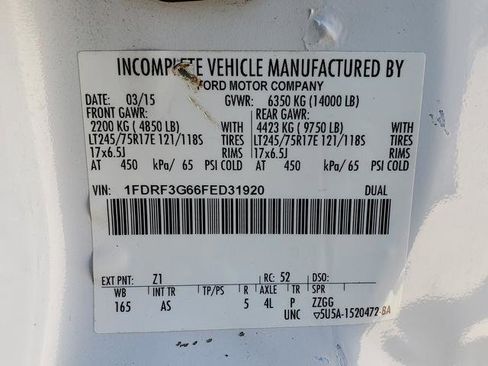 INCOMPLETE VEHICLE MANUFACTURED BY
FORD MOTOR COMPANY
DATE: 03/15 GVWR: 6350 KG (14000 LB)
FRONT GAWR: REAR GAWR:
2200 KG (4850 LB) WITH 4423 KG (9750 LB) WITH
LT245/75R17E 121/118S TIRES LT245/75R17E 121/118S TIRES
17x6.5J RIMS 17x6.5J RIMS
AT 450 kPa/ 65 PSI COLD AT 450 kPa/ 65 PSI COLD
VIN: 1FDRF3G66FED31920 DUAL
EXT PNT: Z1 RC: 52 DSO:
WB INT TR TP/PS R AXLE TR SPR
165 AS 5 4L P ZZGG
UNC ▽5U5A-1520472-BA